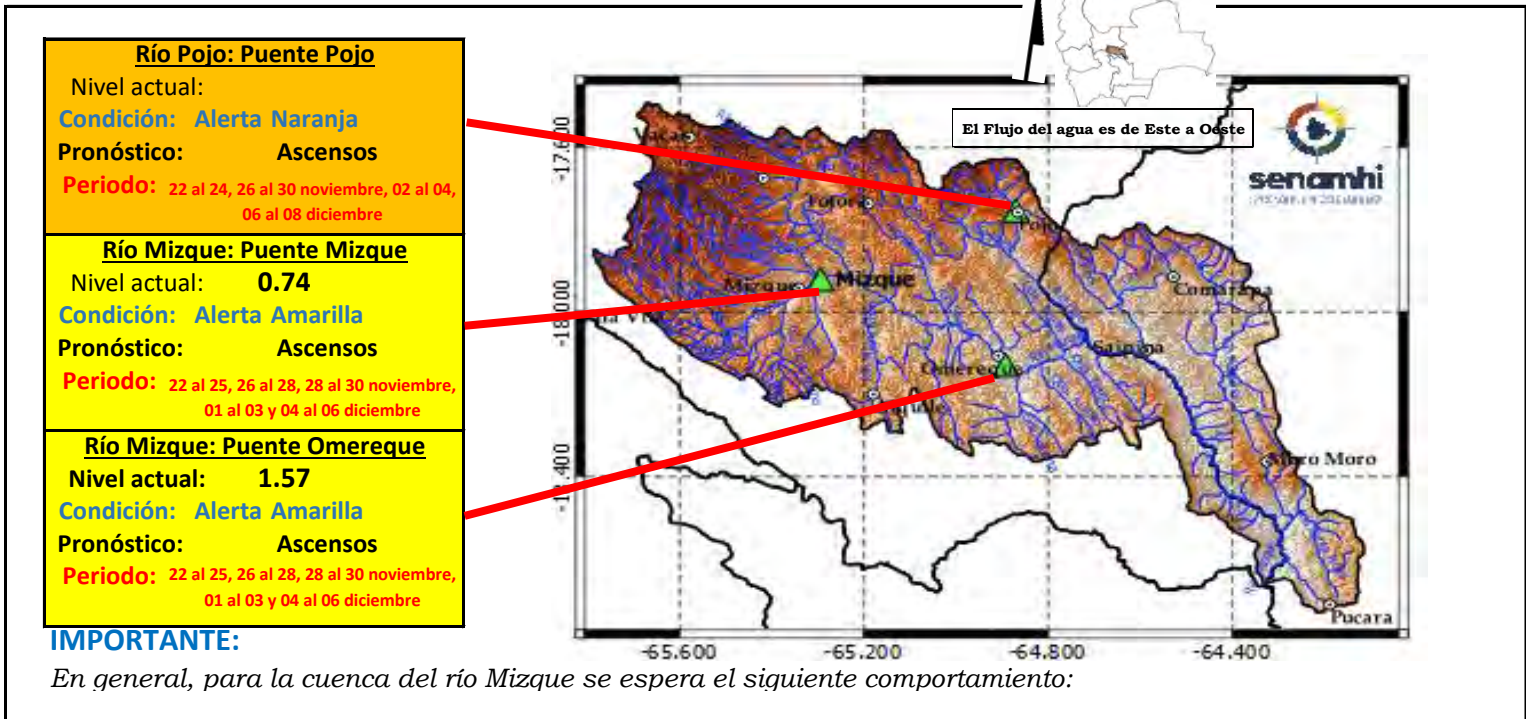 Río Pojo: Puente Pojo
Nivel actual:
Condición: Alerta Naranja
Pronóstico: Ascensos
Periodo: 22 al 24, 26 al 30 noviembre, 02 al 04,
06 al 08 diciembre
Río Mizque: Puente Mizque
Nivel actual: 0.74
Condición: Alerta Amarilla
Pronóstico: Ascensos
Periodo: 22 al 25, 26 al 28, 28 al 30 noviembre,
01 al 03 y 04 al 06 diciembre
Río Mizque: Puente Omereque
Nivel actual: 1.57
Condición: Alerta Amarilla
Pronóstico: Ascensos
Periodo: 22 al 25, 26 al 28, 28 al 30 noviembre,
01 al 03 y 04 al 06 diciembre
El Flujo del agua es de Este a Oeste
senamhi
-17.600
Pojo
Mizque
Mizque
Comarapa
-18.000
Omereque
Moro Moro
Pucara
-65.600
-65.200
-64.800
-64.400
IMPORTANTE:
En general, para la cuenca del río Mizque se espera el siguiente comportamiento: